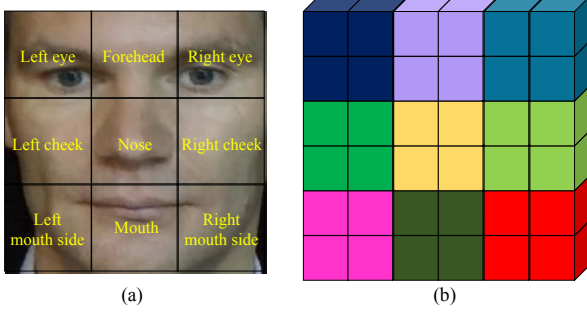 Left eye
Forehead
Right eye
Left cheek
Nose
Right cheek
Left
mouth side
Mouth
Right
mouth side
(a)
(b)